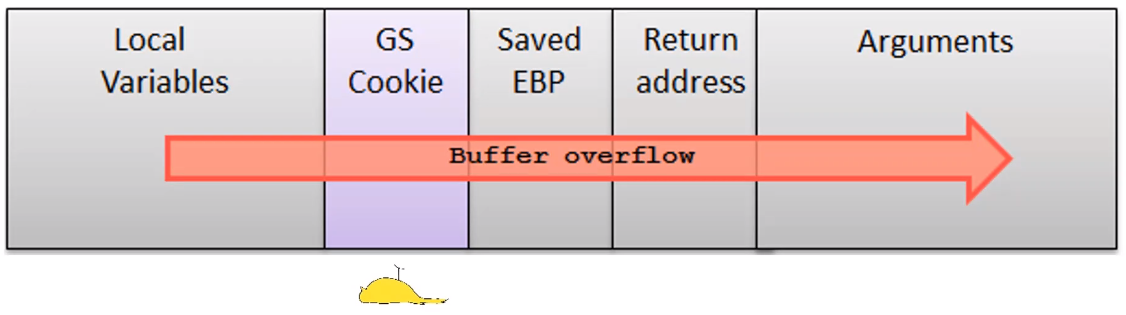 Local
Variables
GS
Cookie
Saved
EBP
Return
address
Arguments
Buffer overflow